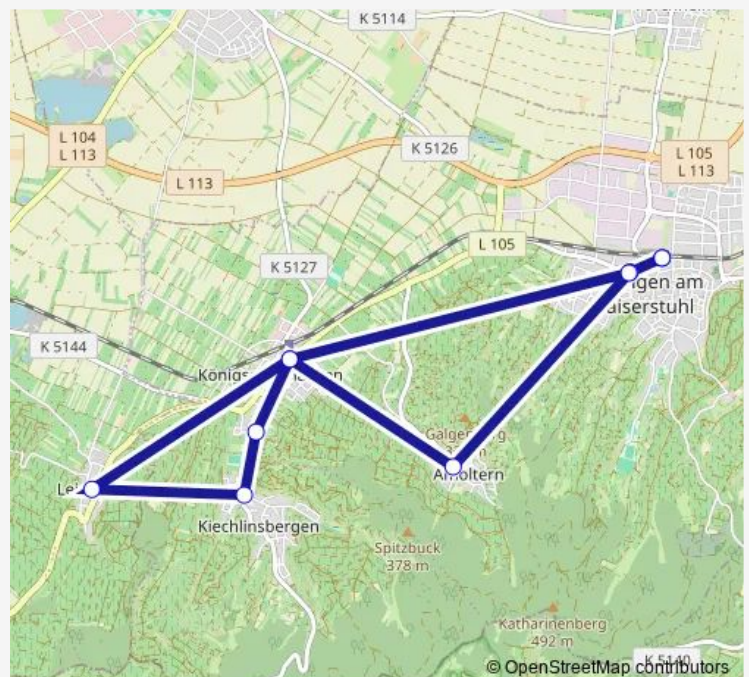 K 5114
L 104
L 113
K 5126
L 105
L 113
L 113
L 105
K 5127
am
aiserstuhl
K 5144
Kiechlinsbergen
Spitzbuck
378 m
Katharinenberg
492 m
K 5140
© OpenStreetMap contributors